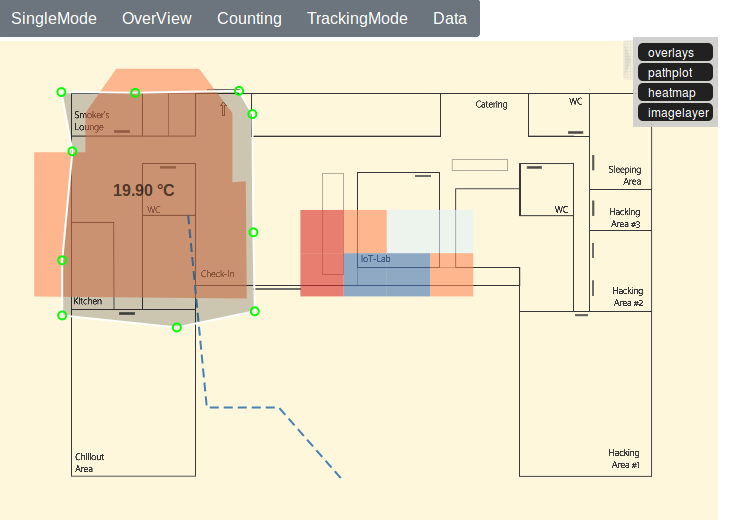 SingleMode OverView Counting TrackingMode Data
overlays
pathplot
heatmap
imagelayer
Smoker's
Lounge
Catering
WC
Sleeping
Area
19.90 °C
WC
WC
Hacking
Area #3
IoT-Lab
Check-In
Kitchen
Hacking
Area #2
Chillout
Area
Hacking
Area #1